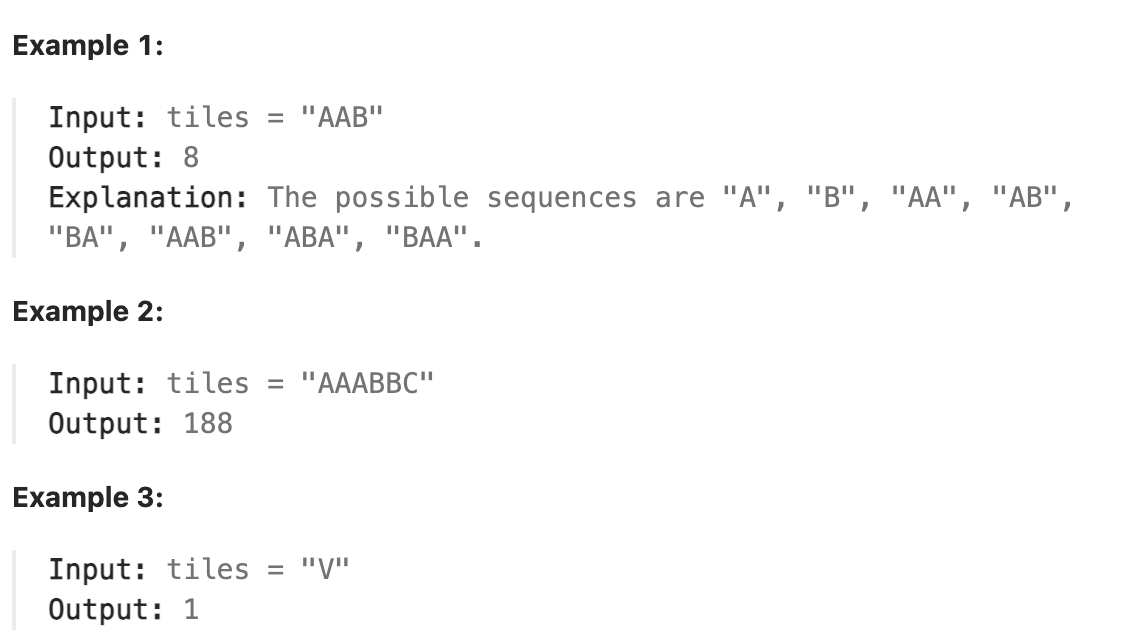 Example 1:
Input: tiles = "AAB"
Output: 8
Explanation: The possible sequences are "A", "B", "AA", "AB",
"BA", "AAB", "ABA", "BAA".
Example 2:
Input: tiles = "AAABBC"
Output: 188
Example 3:
Input: tiles = "V"
Output: 1